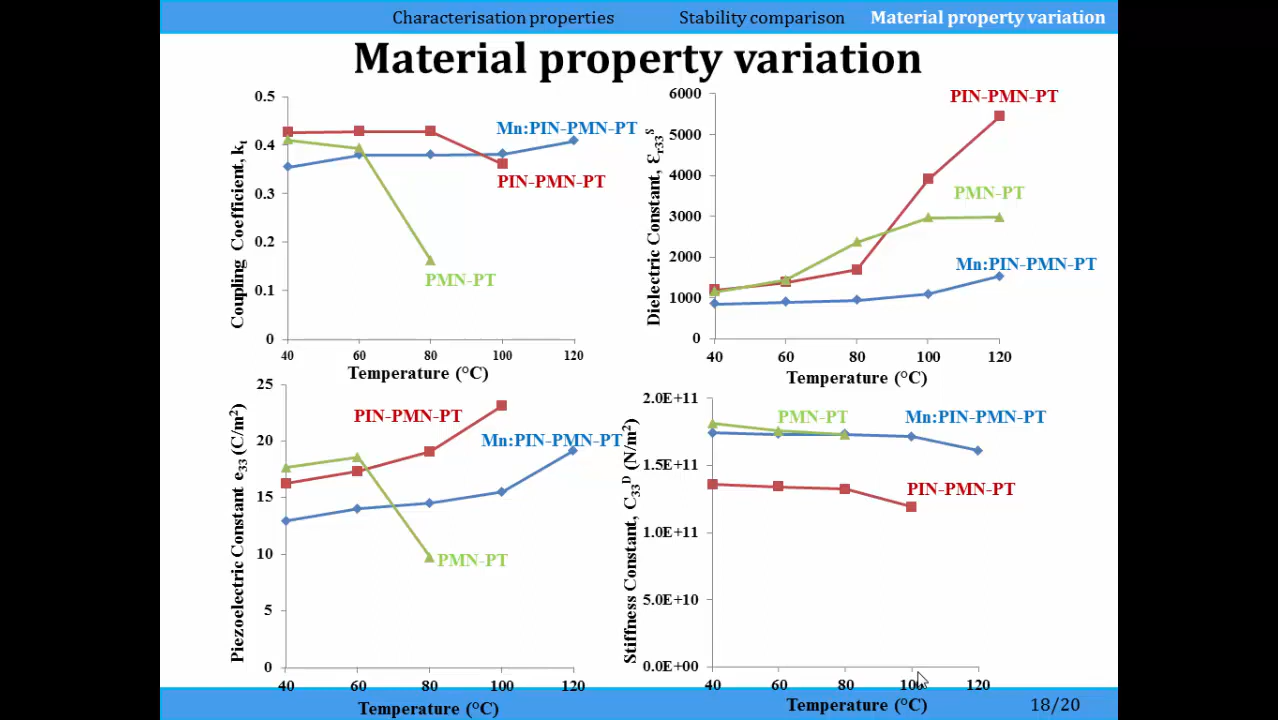 Characterisation properties Stability comparison Material property variation
Material property variation
Coupling Coefficient, kt
0.5
0.4
0.3
0.2
0.1
0
Mn:PIN-PMN-PT
PIN-PMN-PT
PMN-PT
40 60 80 100 120
Temperature (°C)
Dielectric Constant, Ɛr33S
6000
5000
4000
3000
2000
1000
0
PIN-PMN-PT
PMN-PT
Mn:PIN-PMN-PT
40 60 80 100 120
Temperature (°C)
Piezoelectric Constant e33 (C/m2)
25
20
15
10
5
0
PIN-PMN-PT
Mn:PIN-PMN-PT
PMN-PT
40 60 80 100 120
Temperature (°C)
Stiffness Constant, C33D (N/m2)
2.0E+11
1.5E+11
1.0E+11
5.0E+10
0.0E+00
PMN-PT
Mn:PIN-PMN-PT
PIN-PMN-PT
40 60 80 100 120
Temperature (°C)
18/20